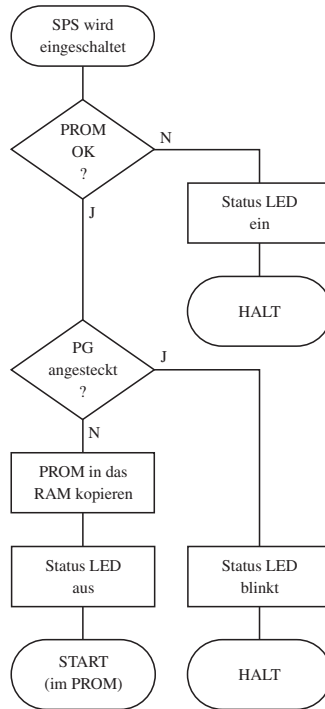 SPS wird
eingeschaltet
PROM
OK
?
N
J
Status LED
ein
HALT
PG
angesteckt
?
J
N
PROM in das
RAM kopieren
Status LED
aus
Status LED
blinkt
START
(im PROM)
HALT